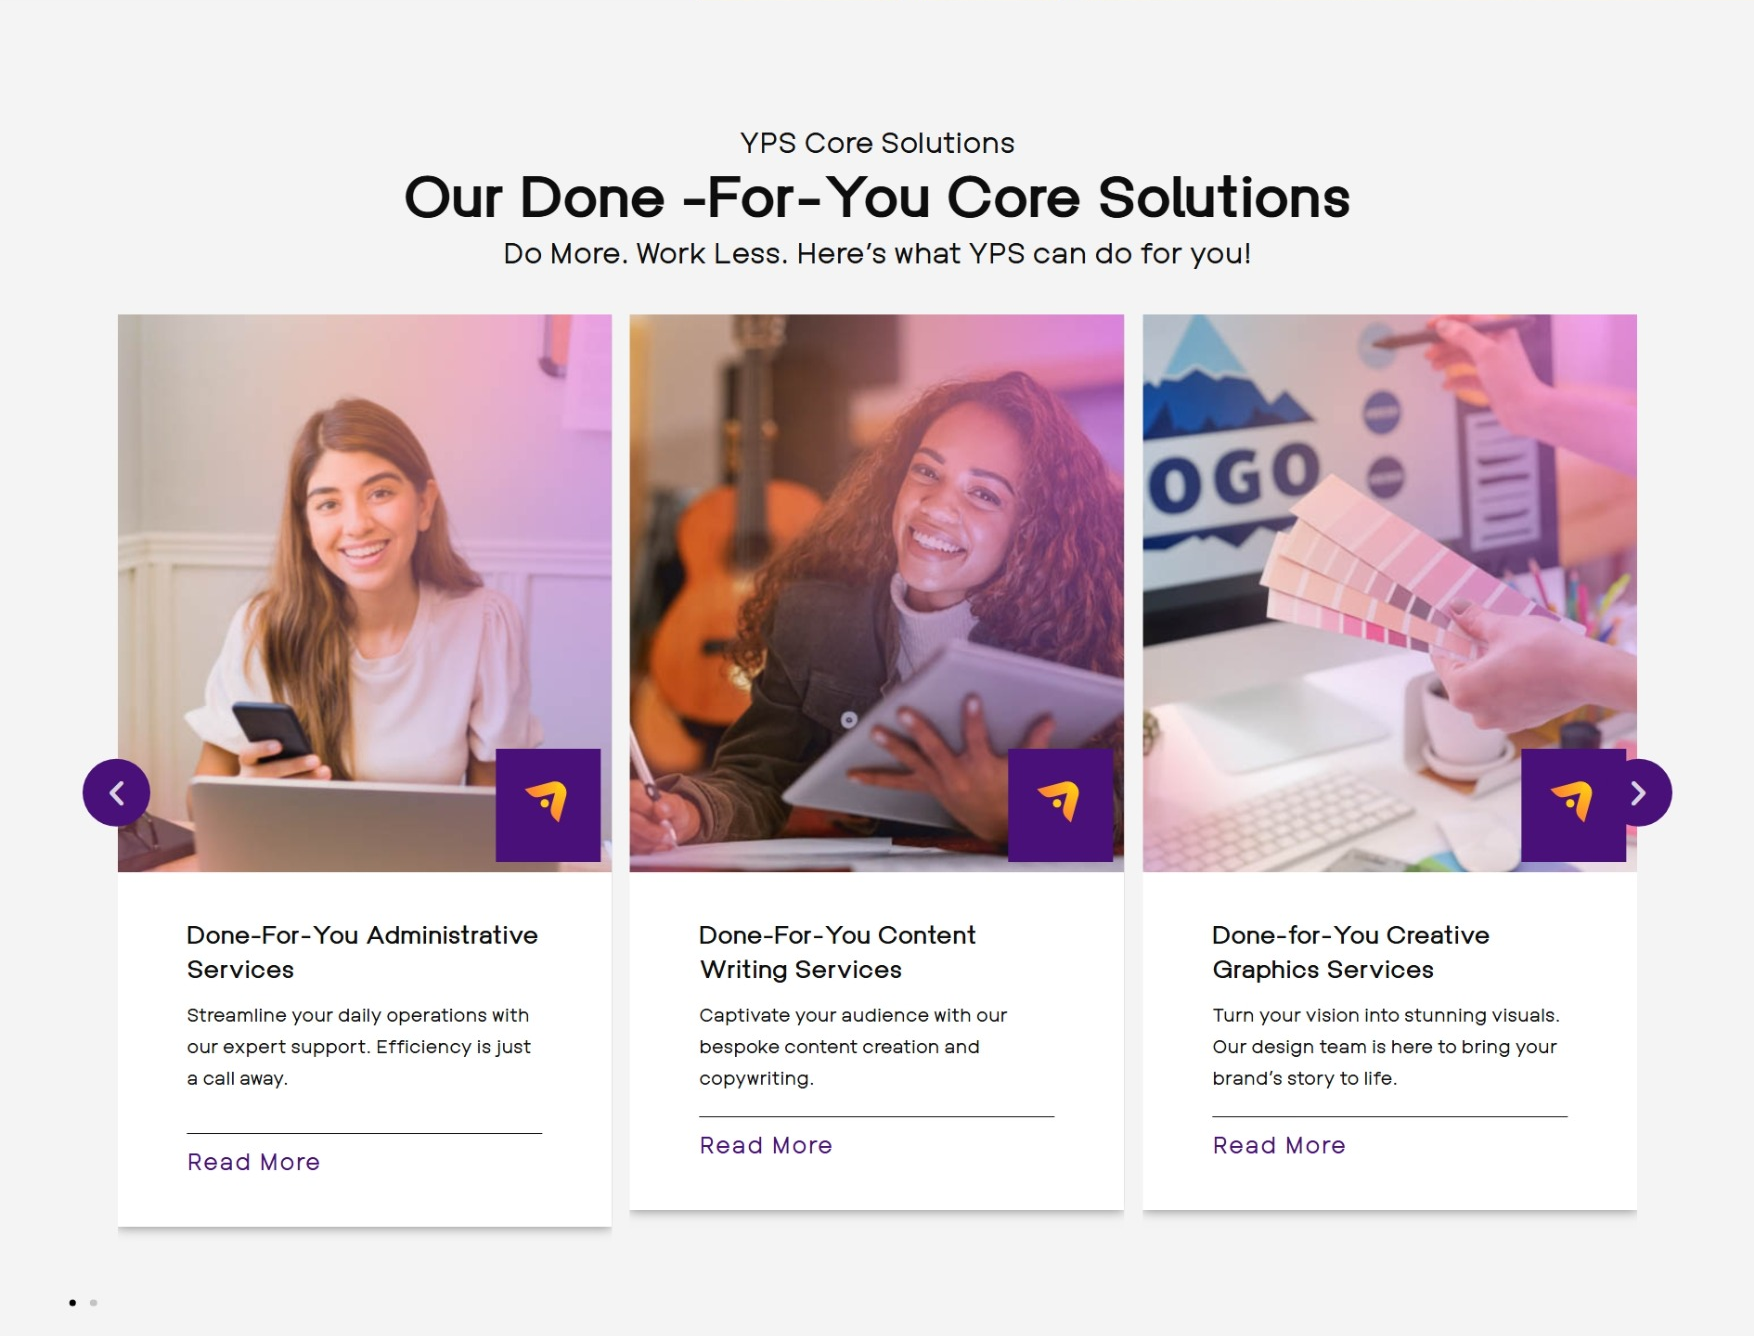 YPS Core Solutions
Our Done -For-You Core Solutions
Do More. Work Less. Here's what YPS can do for you!
OGO
Done-For-You Administrative
Services
Streamline your daily operations with
our expert support. Efficiency is just
a call away.
Read More
Done-For-You Content
Writing Services
Captivate your audience with our
bespoke content creation and
copywriting.
Read More
Done-for-You Creative
Graphics Services
Turn your vision into stunning visuals.
Our design team is here to bring your
brand's story to life.
Read More